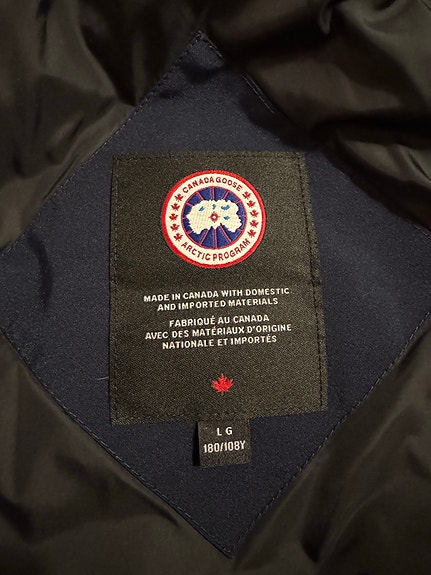 CANADA GOOSE
ARCTIC PROGRAM
MADE IN CANADA WITH DOMESTIC
AND IMPORTED MATERIALS
FABRIQUÉ AU CANADA
AVEC DES MATÉRIAUX D'ORIGINE
NATIONALE ET IMPORTÉS
LG
180/108Y